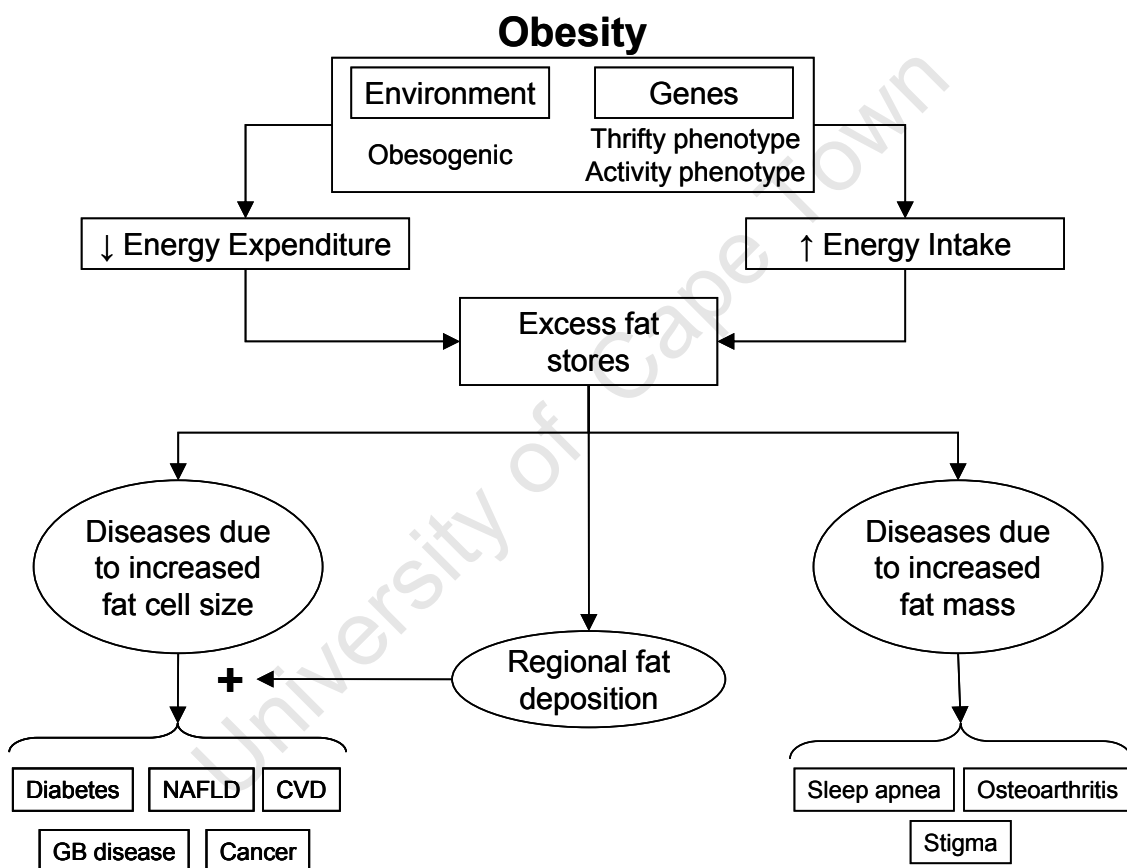 Obesity
Environment
Genes
Obesogenic
Thrifty phenotype
Activity phenotype
↓ Energy Expenditure
↑ Energy Intake
Excess fat
stores
Diseases due
to increased
fat cell size
Diseases due
to increased
fat mass
+
Regional fat
deposition
Diabetes
NAFLD
CVD
GB disease
Cancer
Sleep apnea
Osteoarthritis
Stigma
University of Cape Town